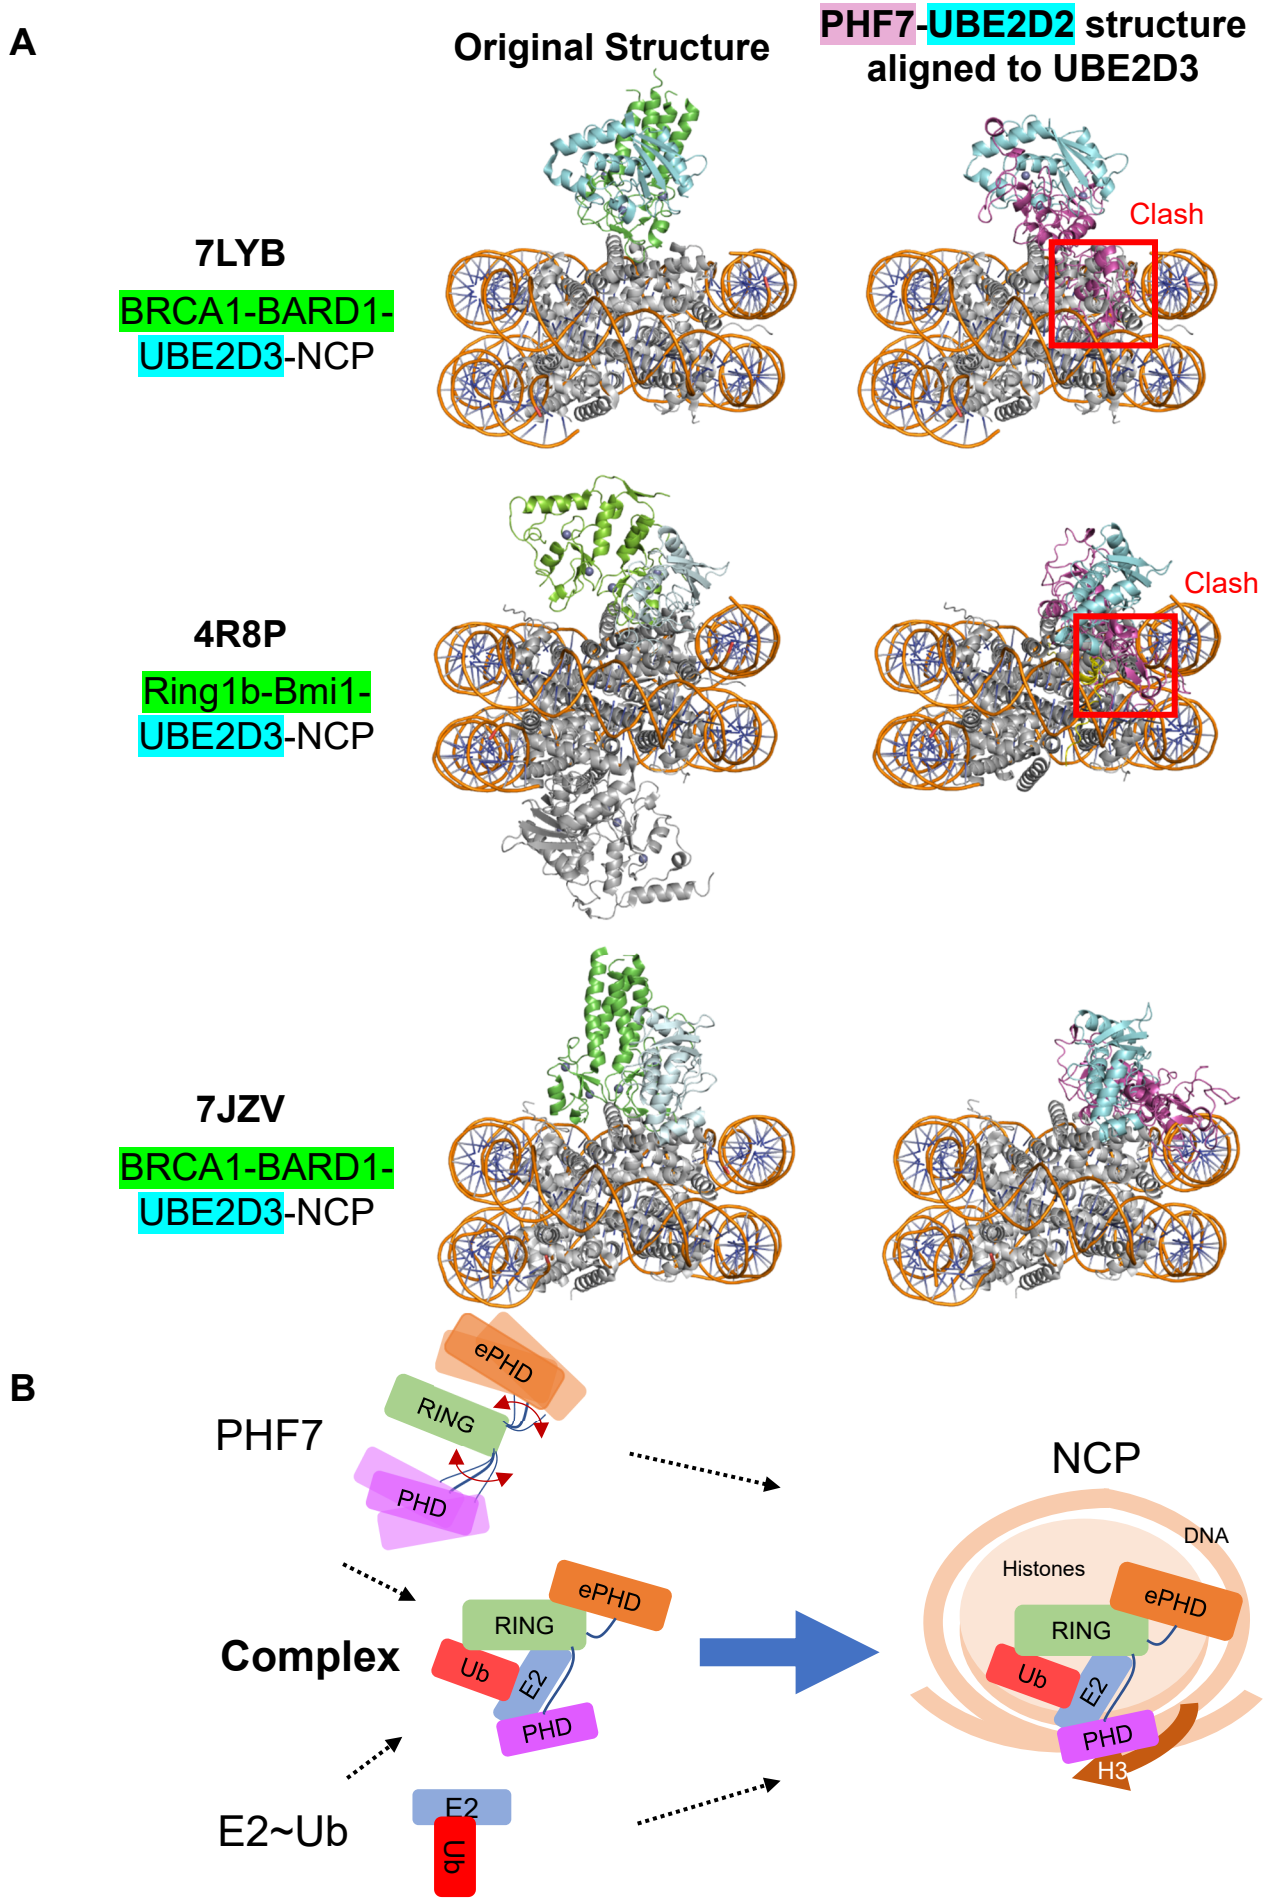 A
Original Structure
PHF7-UBE2D2 structure
aligned to UBE2D3
7LYB
BRCA1-BARD1-
UBE2D3-NCP
Clash
4R8P
Ring1b-Bmi1-
UBE2D3-NCP
Clash
7JZV
BRCA1-BARD1-
UBE2D3-NCP
B
PHF7
ePHD
RING
PHD
Complex
RING
ePHD
Ub
E2
PHD
E2~Ub
E2
Ub
NCP
DNA
Histones
ePHD
RING
Ub
E2
PHD
H3